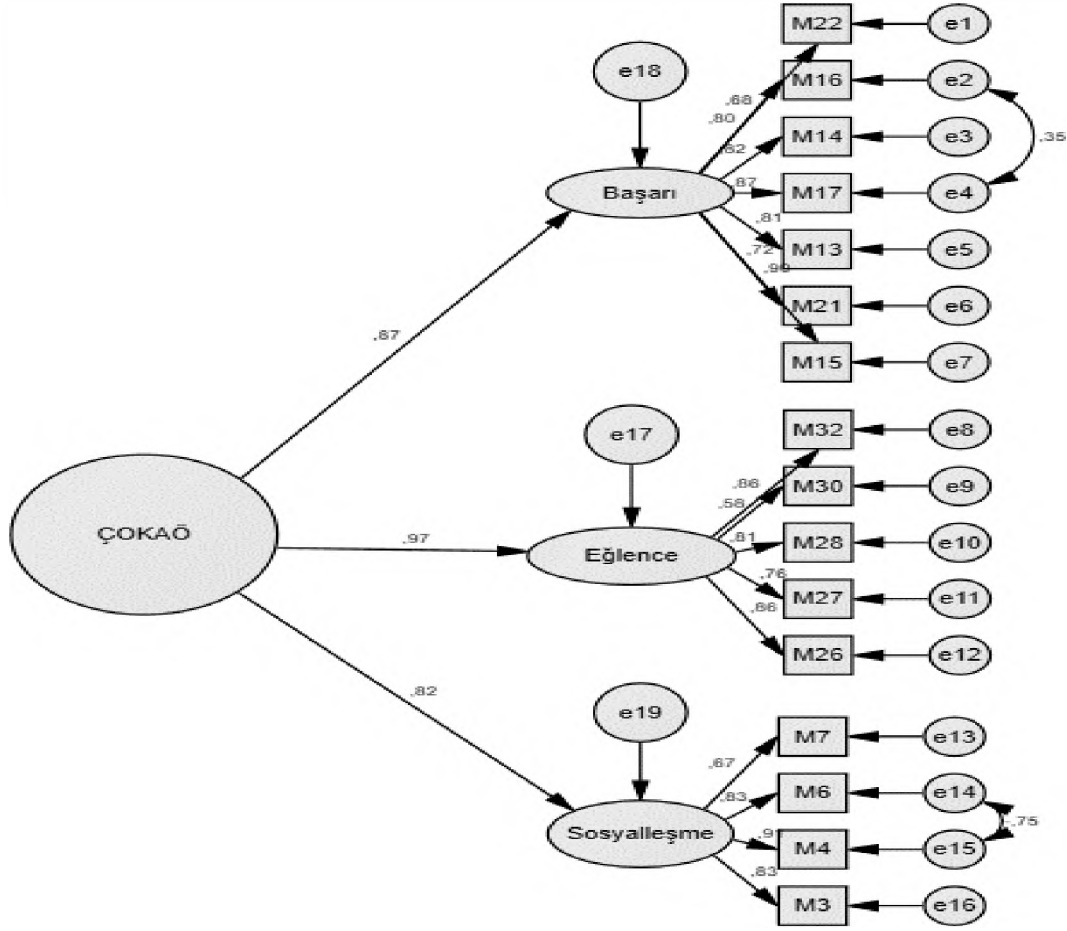 M22
e1
e18
M16
e2
,68
,80
M14
e3
,35
,82
Başarı
,87
M17
e4
,81
M13
e5
,72
M21
e6
,87
M15
e7
e17
M32
e8
,86
M30
e9
,58
ÇOKAÖ
,97
Eğlence
,81
M28
e10
,76
M27
e11
M26
e12
,82
e19
M7
e13
,67
M6
e14
,83
-,75
Sosyalleşme
M4
e15
,83
M3
e16